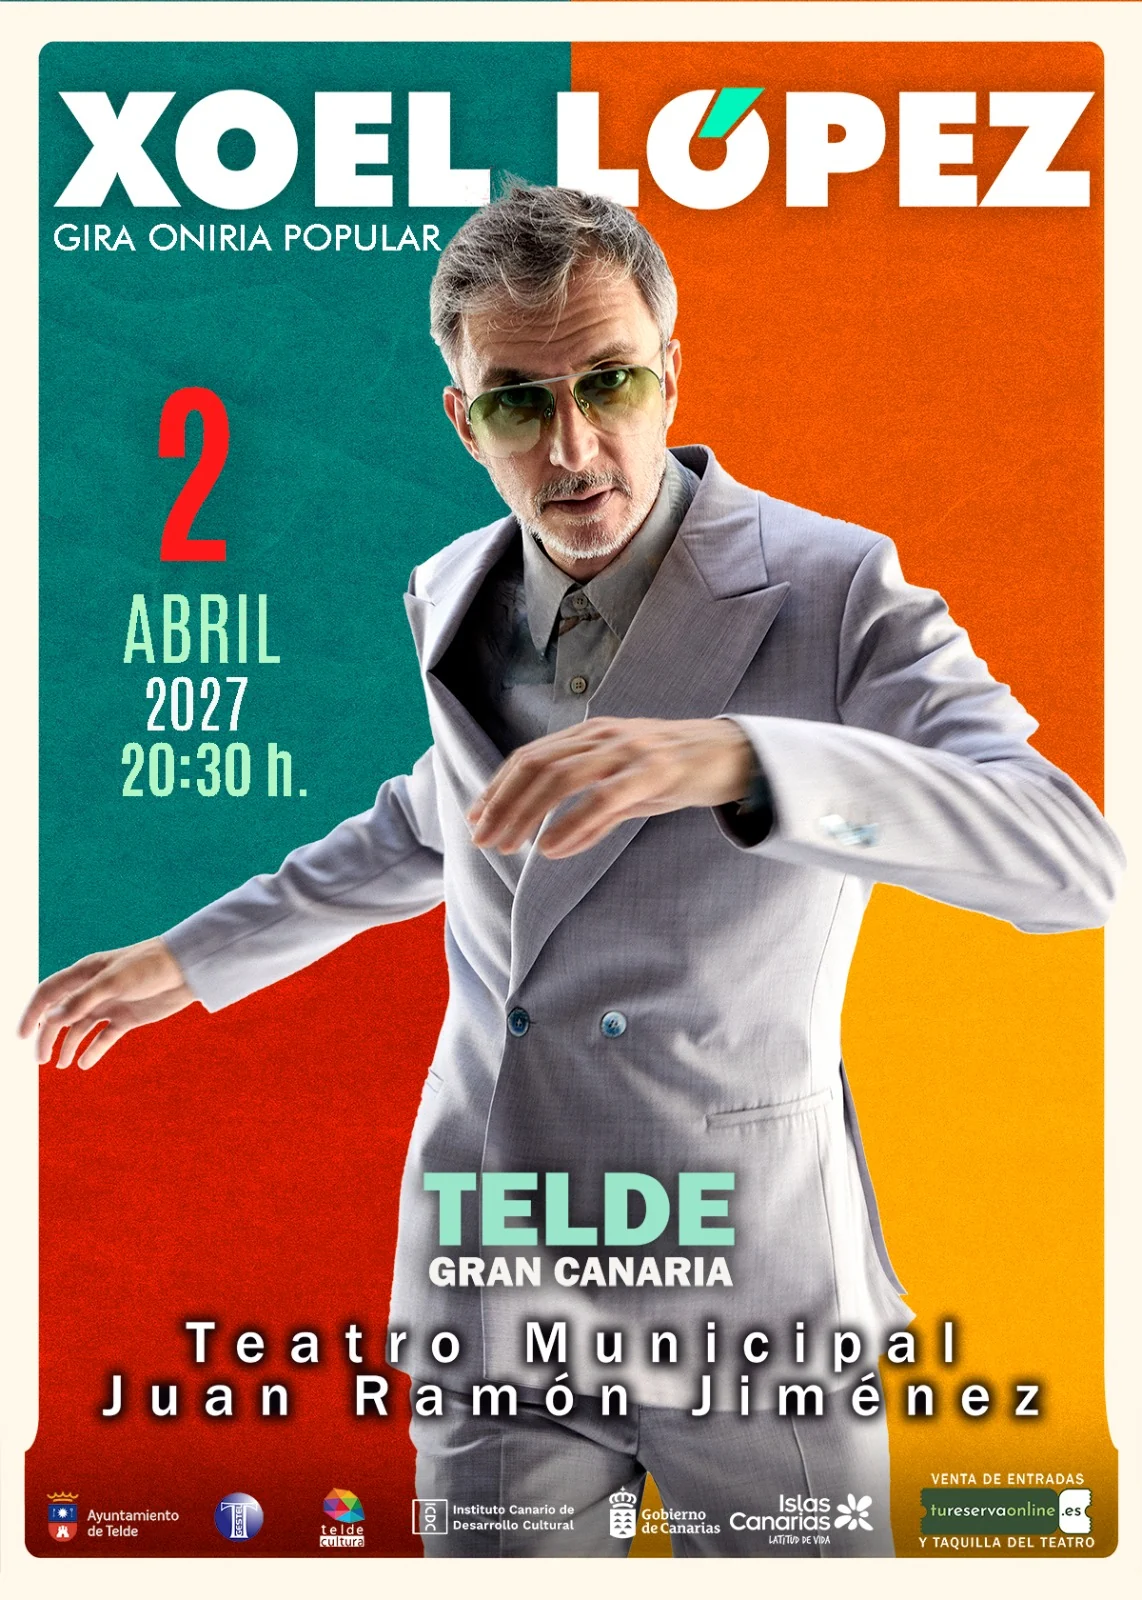 XOEL LÓPEZ
GIRA ONIRIA POPULAR
2
ABRIL
2027
20:30 h.
TELDE
GRAN CANARIA
Teatro Municipal
Juan Ramón Jiménez
Ayuntamiento
de Telde
T
GESTEL
telde
cultura
ICDC
Instituto Canario de
Desarrollo Cultural
Gobierno
de Canarias
Islas
Canarias
LATITUD DE VIDA
VENTA DE ENTRADAS
tureservaonline.es
Y TAQUILLA DEL TEATRO